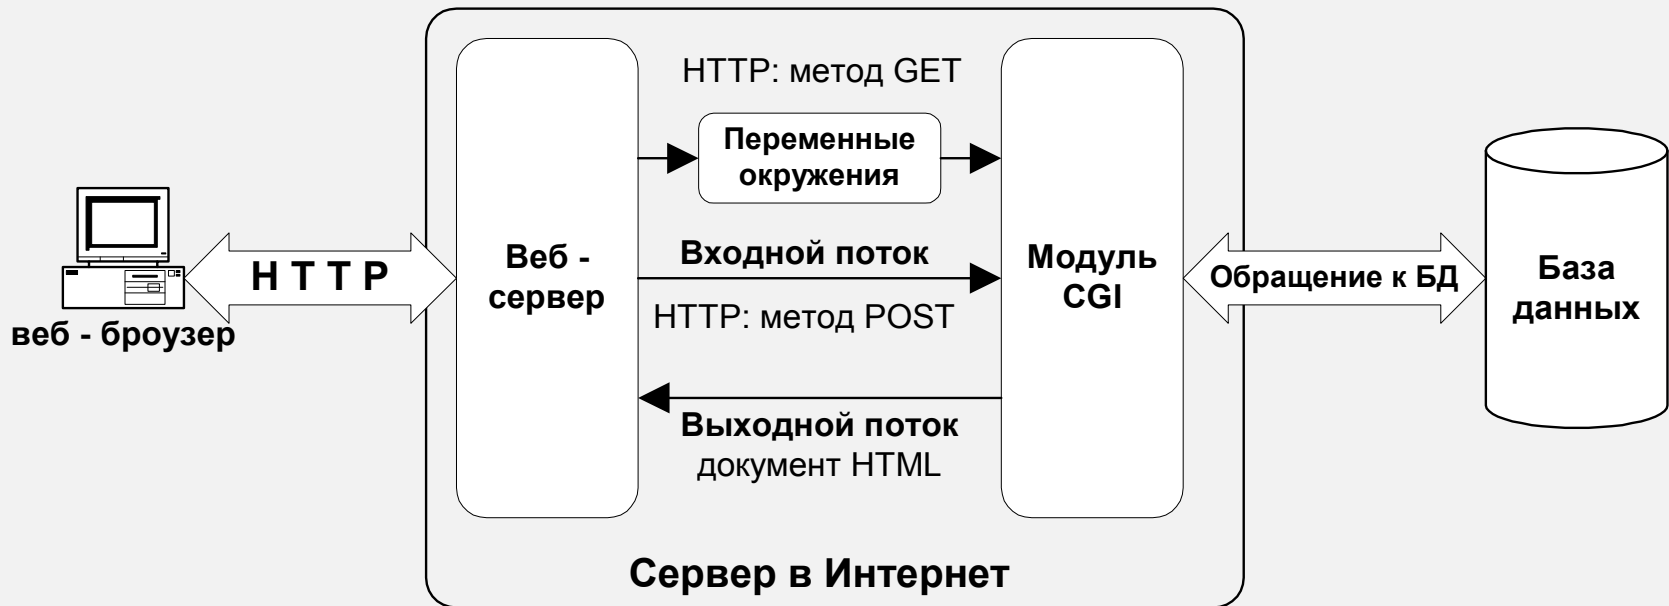 HTTP: метод GET
Переменные
окружения
H T T P
веб - броузер
Веб -
сервер
Входной поток
HTTP: метод POST
Выходной поток
документ HTML
Модуль
CGI
Обращение к БД
База
данных
Сервер в Интернет